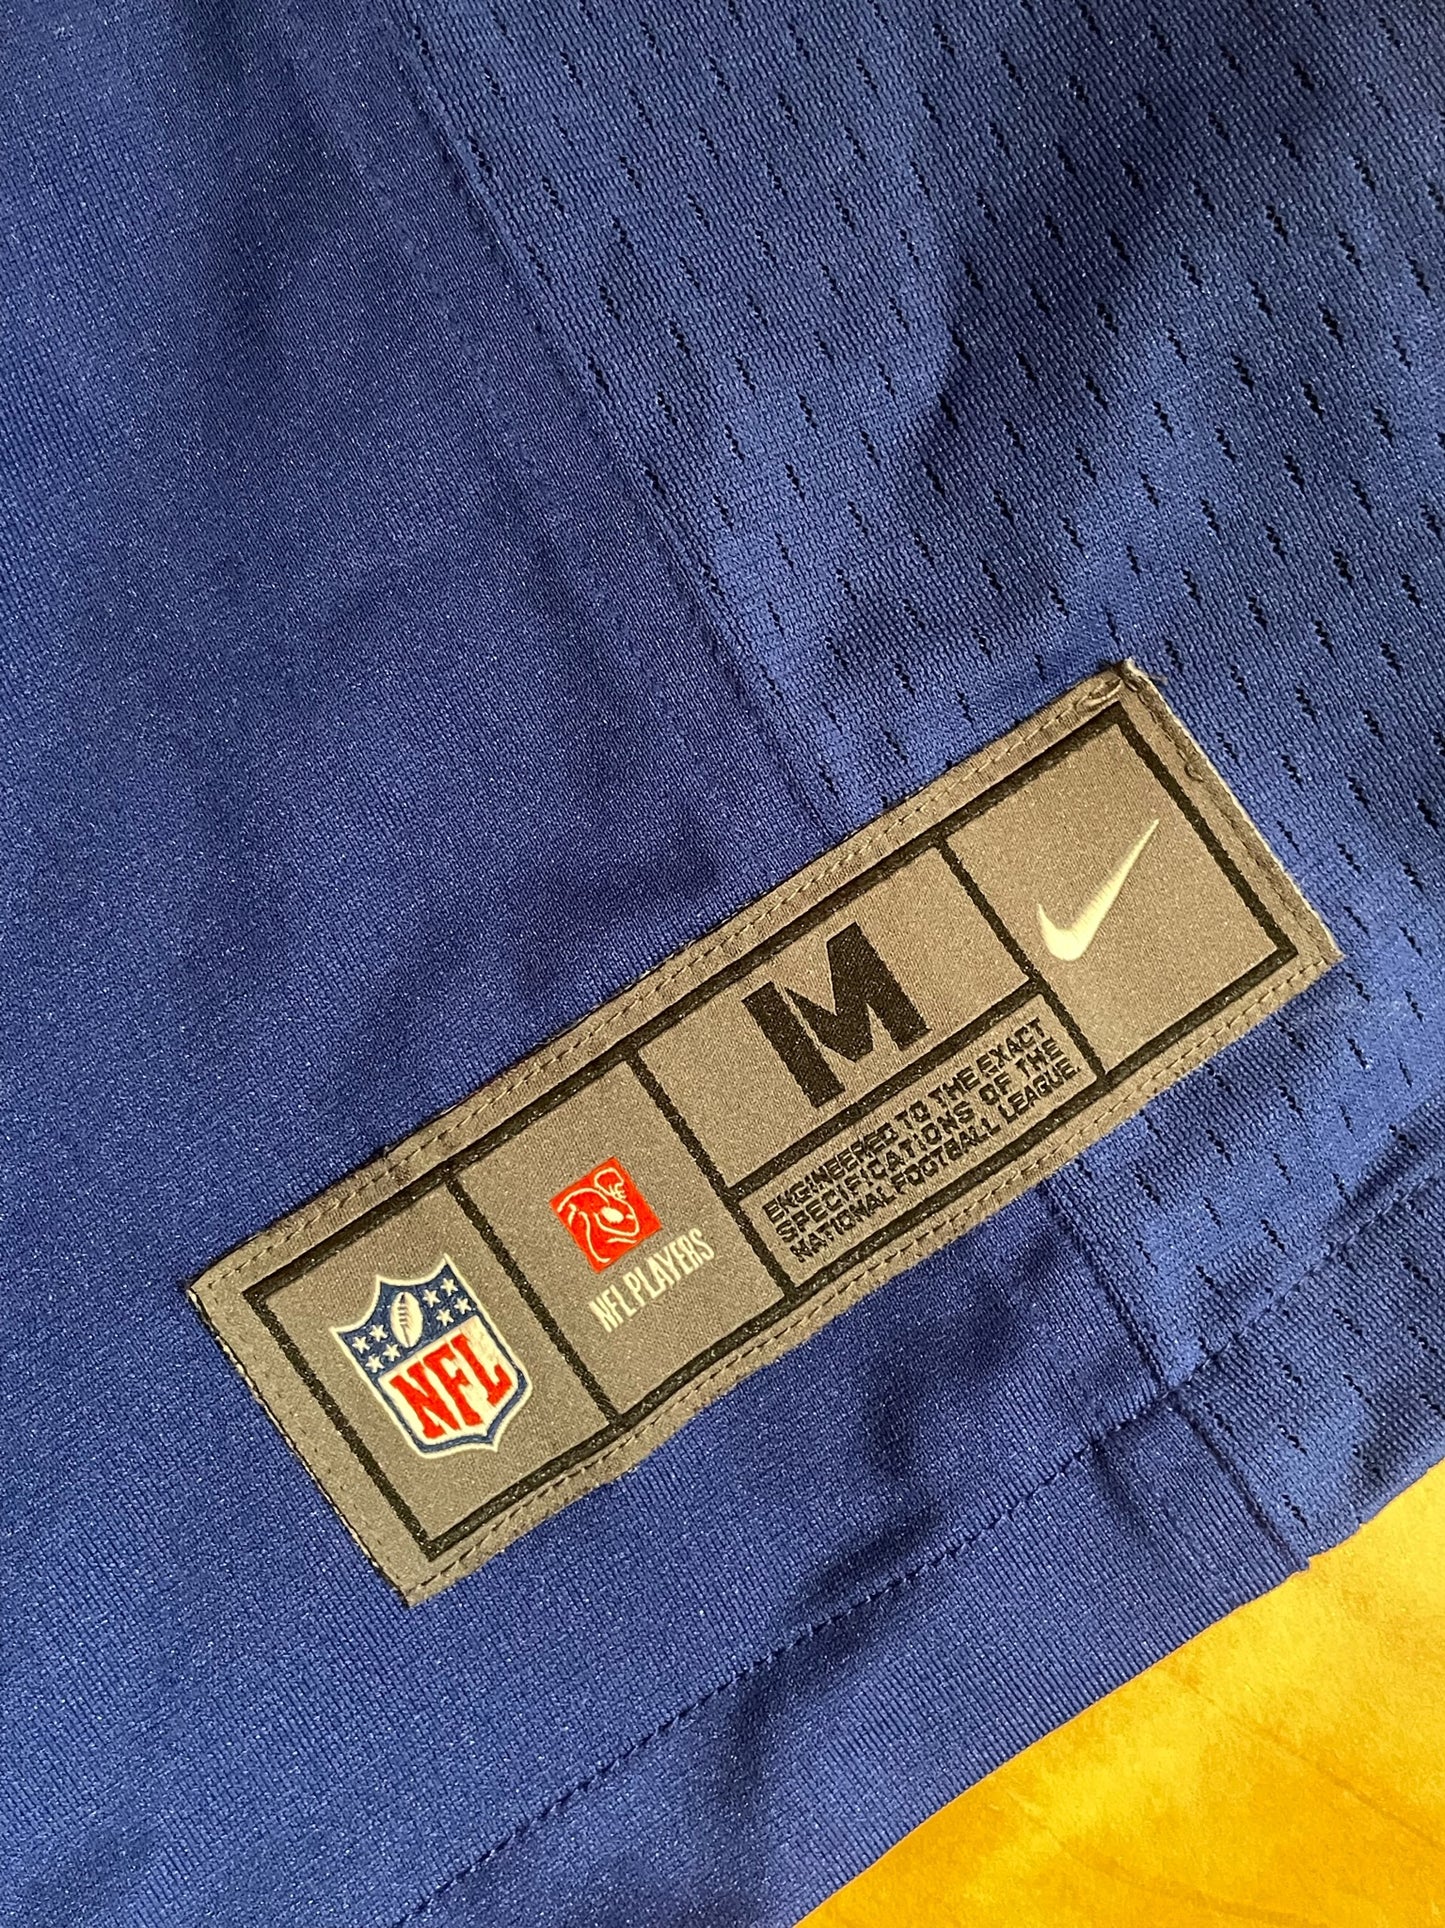 NFL
NFL PLAYERS
M
ENGINEERED TO THE EXACT
SPECIFICATIONS OF THE
NATIONAL FOOTBALL LEAGUE.